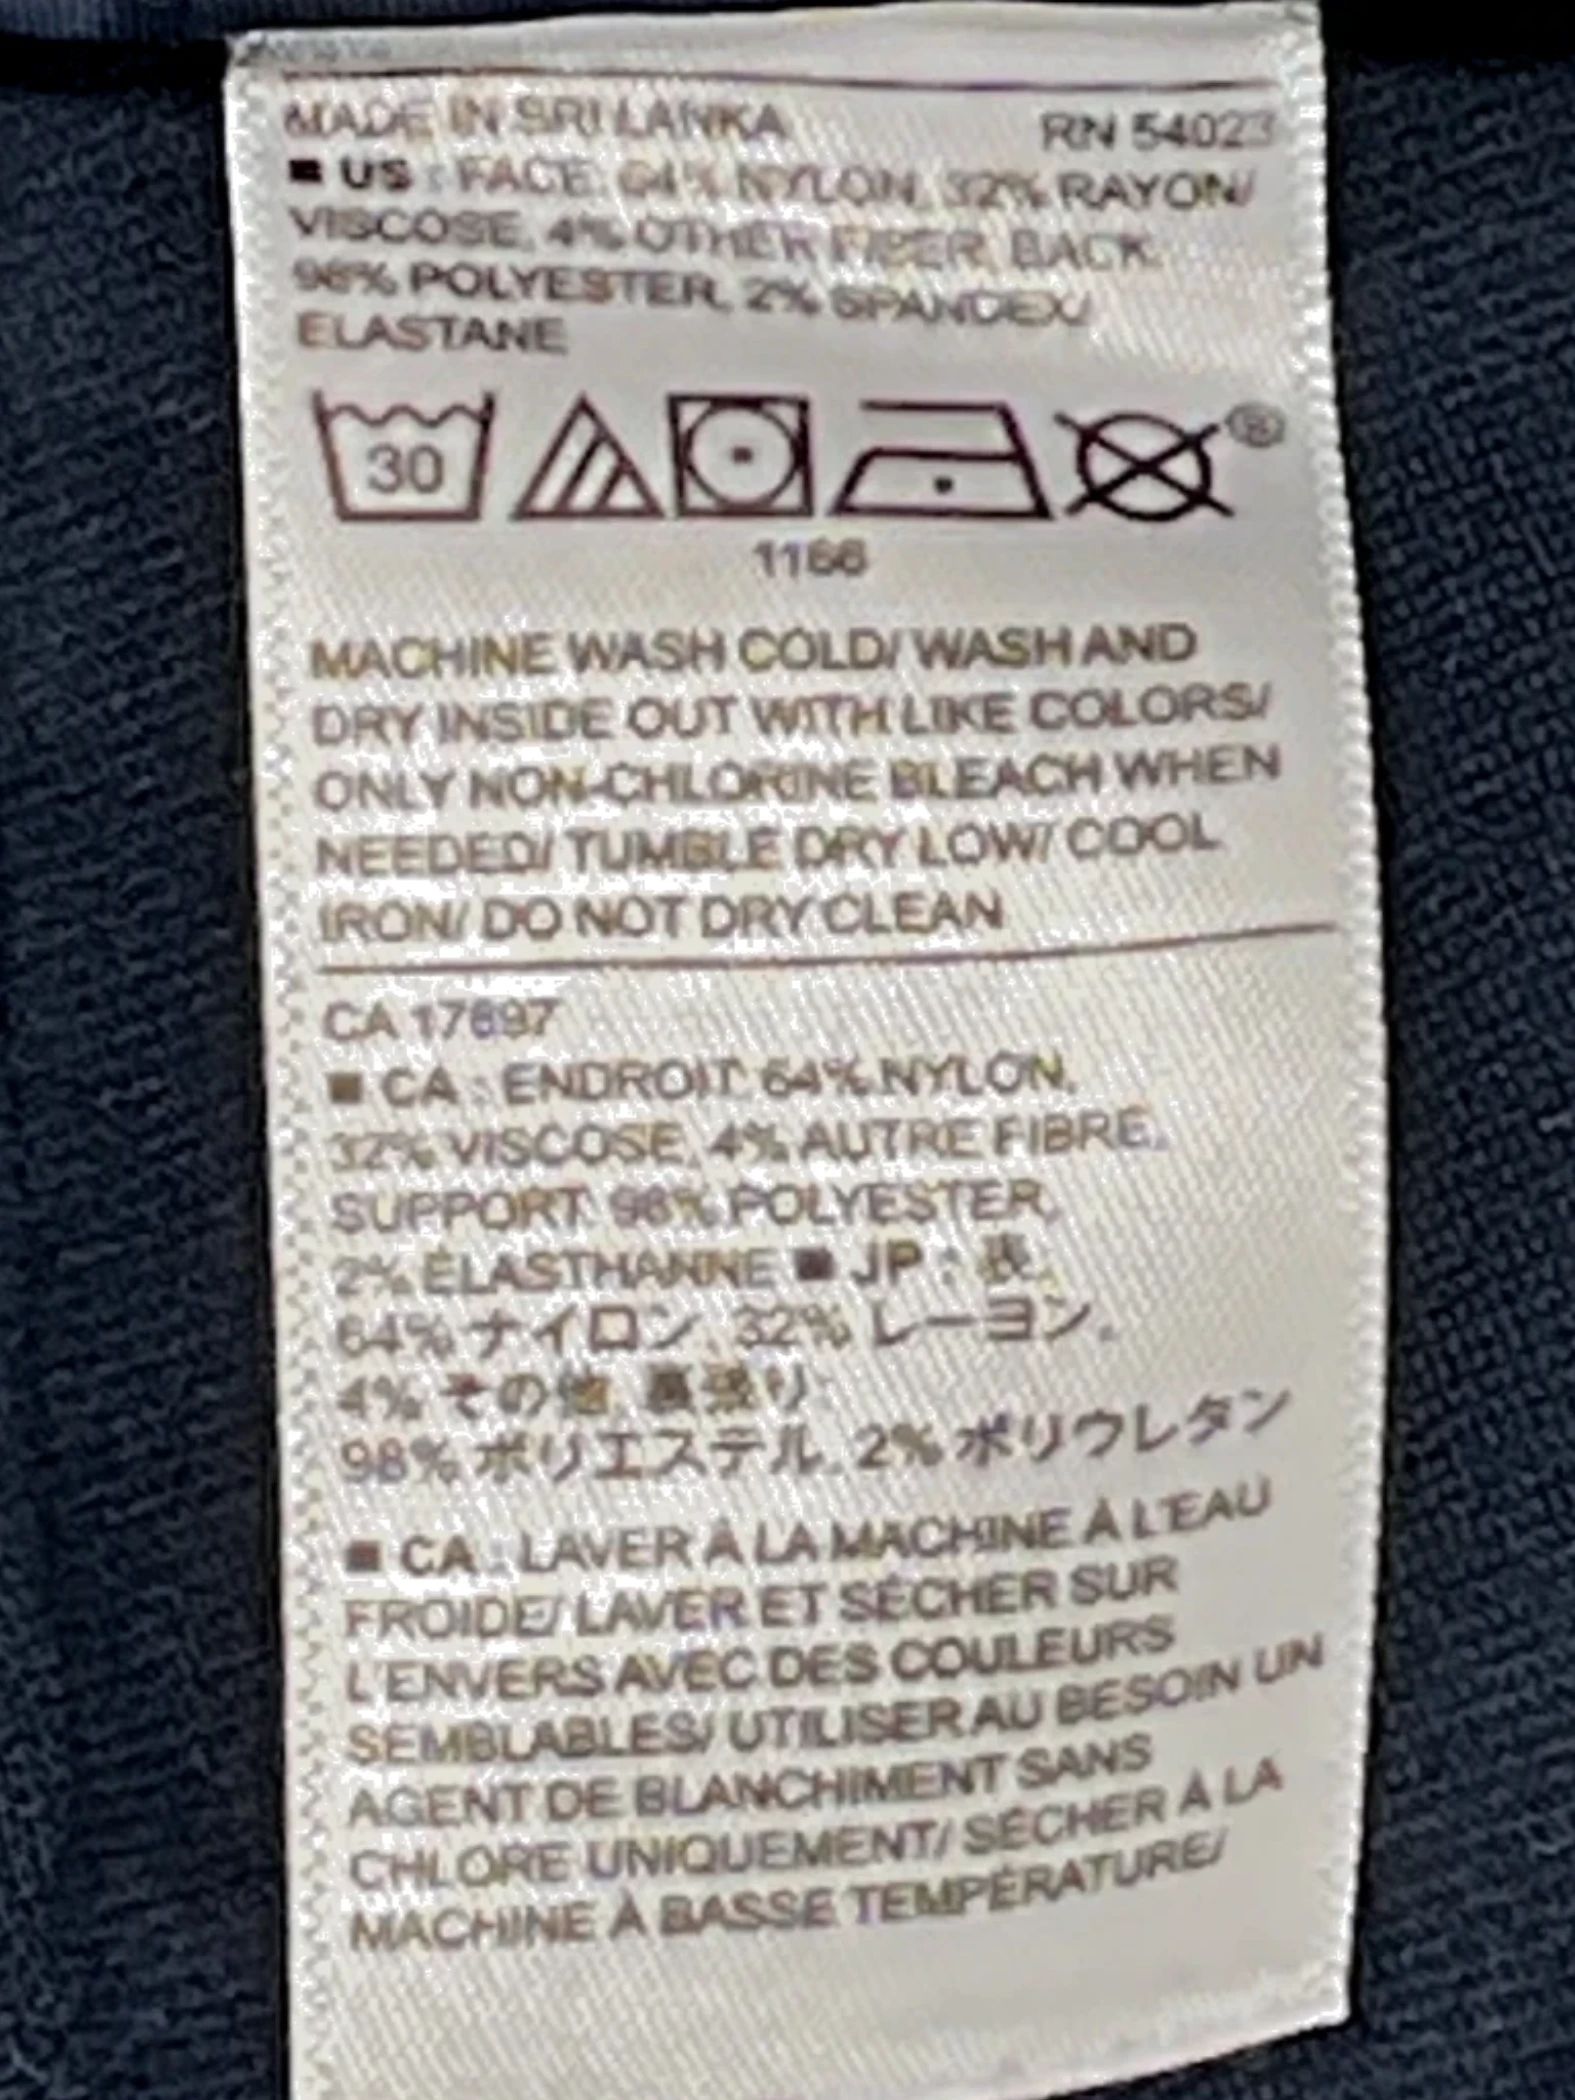 MADE IN SRI LANKA RN 54023
■ US : FACE: 64% NYLON, 32% RAYON/
VISCOSE, 4% OTHER FIBER, BACK:
98% POLYESTER, 2% SPANDEX/
ELASTANE
30
®
1166
MACHINE WASH COLD/ WASH AND
DRY INSIDE OUT WITH LIKE COLORS/
ONLY NON-CHLORINE BLEACH WHEN
NEEDED/ TUMBLE DRY LOW/ COOL
IRON/ DO NOT DRY CLEAN
CA 17897
■ CA : ENDROIT: 64% NYLON,
32% VISCOSE, 4% AUTRE FIBRE,
SUPPORT: 98% POLYESTER,
2% ÉLASTHANNE ■ JP : 表:
64% ナイロン, 32% レーヨン,
4% その他, 裏張り:
98% ポリエステル, 2% ポリウレタン
■ CA : LAVER À LA MACHINE À L'EAU
FROIDE/ LAVER ET SÉCHER SUR
L'ENVERS AVEC DES COULEURS
SEMBLABLES/ UTILISER AU BESOIN UN
AGENT DE BLANCHIMENT SANS
CHLORE UNIQUEMENT/ SÉCHER À LA
MACHINE À BASSE TEMPÉRATURE/